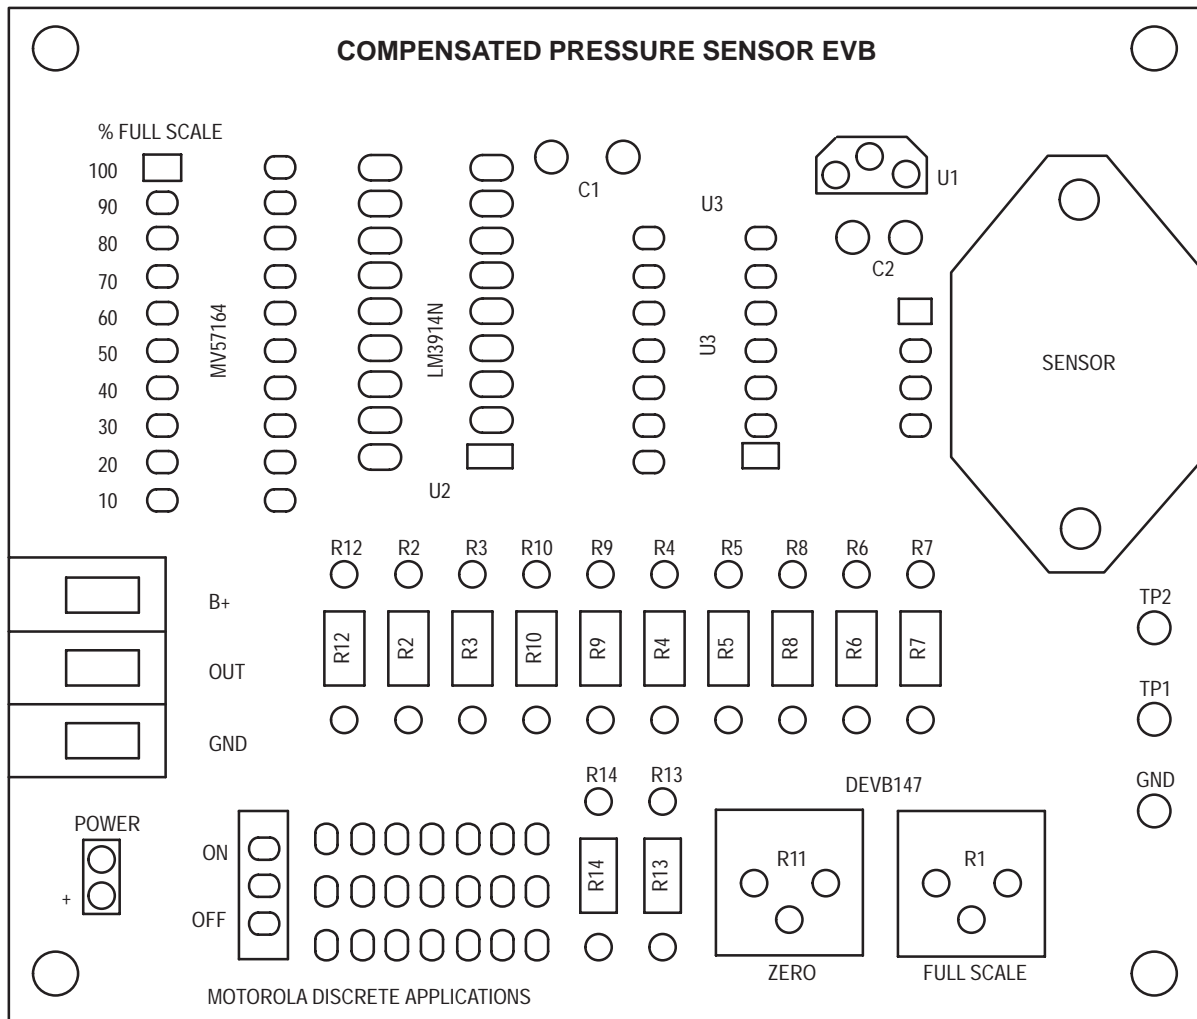 COMPENSATED PRESSURE SENSOR EVB
% FULL SCALE
100
90
80
70
60
50
40
30
20
10
MV57164
LM3914N
U2
C1
U3
U3
U1
C2
SENSOR
R12 R2 R3 R10 R9 R4 R5 R8 R6 R7
R12 R2 R3 R10 R9 R4 R5 R8 R6 R7
B+
OUT
GND
TP2
TP1
GND
R14 R13
R14 R13
DEVB147
POWER
+
ON
OFF
R11
ZERO
R1
FULL SCALE
MOTOROLA DISCRETE APPLICATIONS